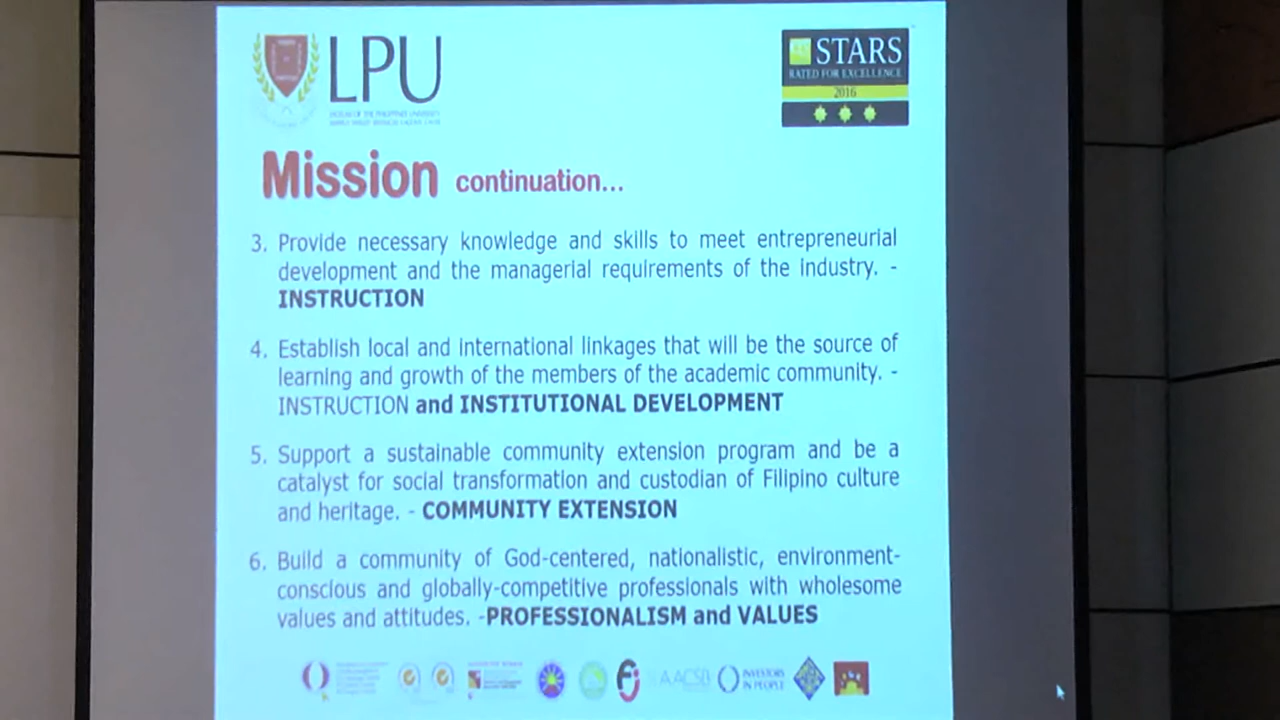 LPU
STARS
RATED FOR EXCELLENCE
2016
Mission continuation...
3. Provide necessary knowledge and skills to meet entrepreneurial
development and the managerial requirements of the industry. -
INSTRUCTION
4. Establish local and international linkages that will be the source of
learning and growth of the members of the academic community. -
INSTRUCTION and INSTITUTIONAL DEVELOPMENT
5. Support a sustainable community extension program and be a
catalyst for social transformation and custodian of Filipino culture
and heritage. - COMMUNITY EXTENSION
6. Build a community of God-centered, nationalistic, environment-
conscious and globally-competitive professionals with wholesome
values and attitudes. -PROFESSIONALISM and VALUES
AACSB
INVESTORS
IN PEOPLE